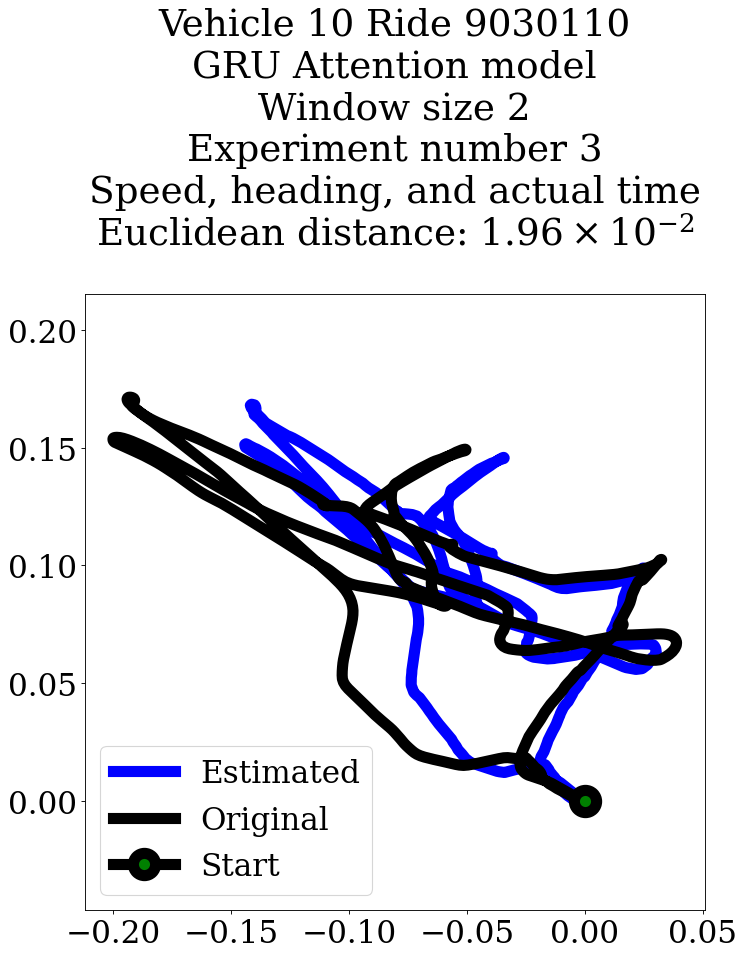 Vehicle 10 Ride 9030110
GRU Attention model
Window size 2
Experiment number 3
Speed, heading, and actual time
Euclidean distance: 1.96 × 10⁻²
0.20
0.15
0.10
0.05
0.00
Estimated
Original
Start
−0.20 −0.15 −0.10 −0.05 0.00 0.05